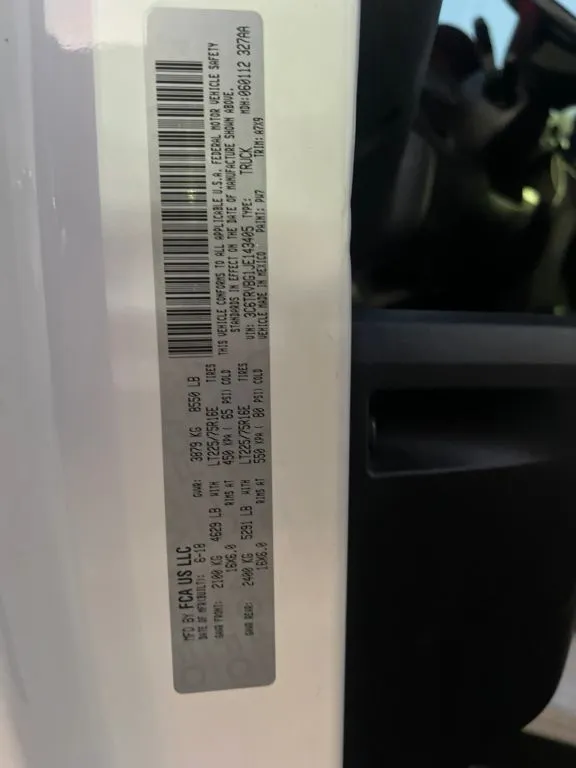 MFD BY FCA US LLC
DATE OF MFR(BUILT): 6-18 GVWR: 3879 KG 8550 LB
GAWR FRONT: 2100 KG 4629 LB WITH LT225/75R16E TIRES
16X6.0 RIMS AT 450 KPA ( 65 PSI) COLD
GAWR REAR: 2400 KG 5291 LB WITH LT225/75R16E TIRES
16X6.0 RIMS AT 550 KPA ( 80 PSI) COLD
THIS VEHICLE CONFORMS TO ALL APPLICABLE U.S.A. FEDERAL MOTOR VEHICLE SAFETY
STANDARDS IN EFFECT ON THE DATE OF MANUFACTURE SHOWN ABOVE.
VIN: 3C6TRVBG1JE143405 TYPE: TRUCK MDH:060112 327AA
VEHICLE MADE IN MEXICO PAINT: PW7 TRIM: A7X9